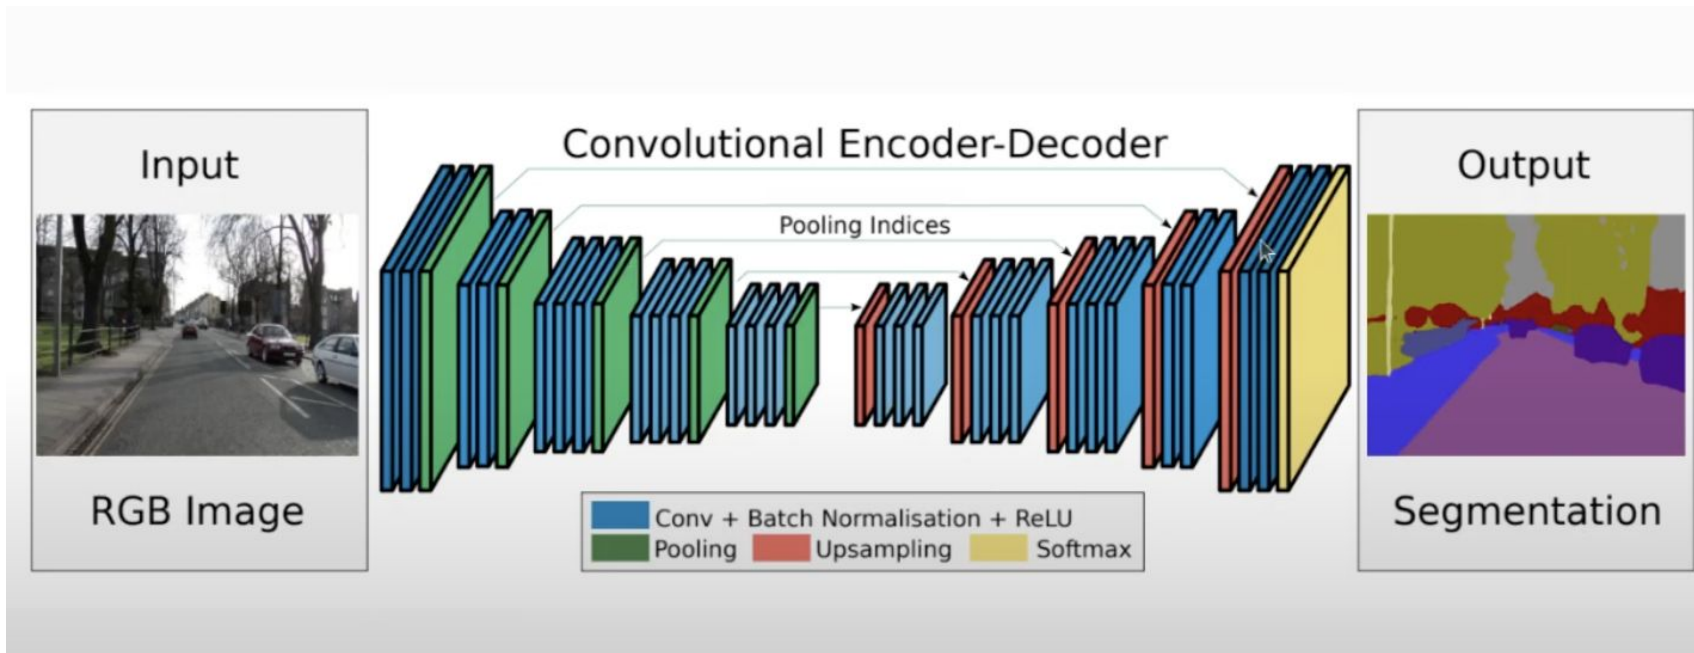 Convolutional Encoder-Decoder
Input
RGB Image
Pooling Indices
Output
Segmentation
Conv + Batch Normalisation + ReLU
Pooling
Upsampling
Softmax